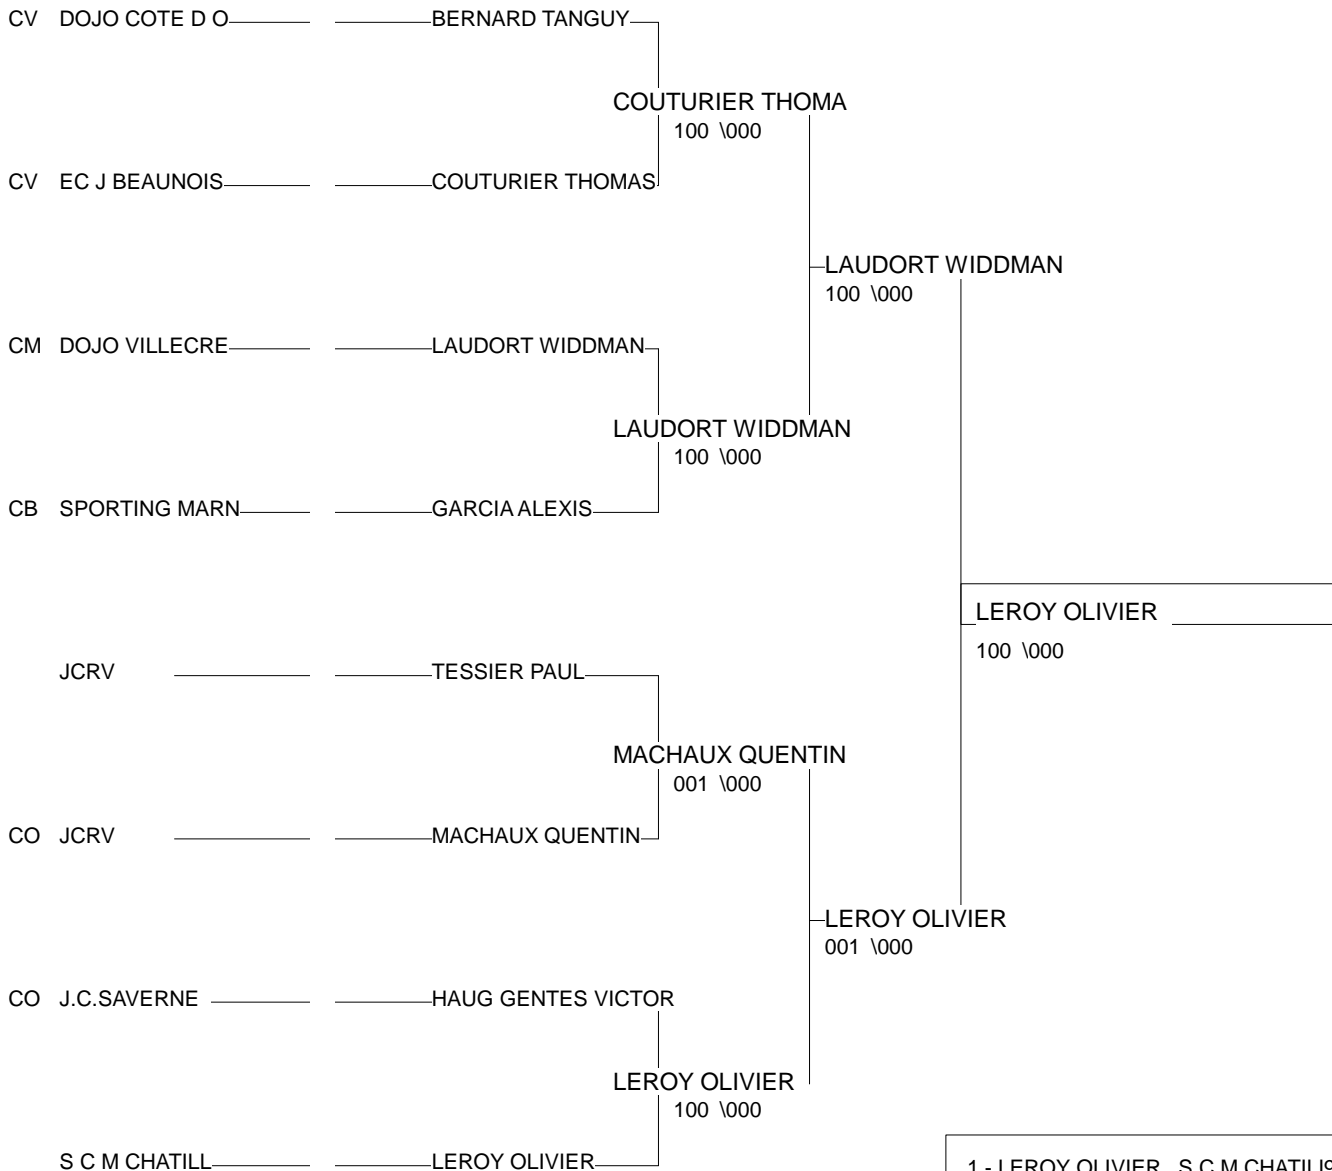 CV DOJO COTE D O BERNARD TANGUY
COUTURIER THOMA
100 \000
CV EC J BEAUNOIS COUTURIER THOMAS
LAUDORT WIDDMAN
100 \000
CM DOJO VILLECRE LAUDORT WIDDMAN
LAUDORT WIDDMAN
100 \000
CB SPORTING MARN GARCIA ALEXIS
LEROY OLIVIER
100 \000
JCRV TESSIER PAUL
MACHAUX QUENTIN
001 \000
CO JCRV MACHAUX QUENTIN
LEROY OLIVIER
001 \000
CO J.C.SAVERNE HAUG GENTES VICTOR
LEROY OLIVIER
100 \000
S C M CHATILL LEROY OLIVIER
1 - LEROY OLIVIER S C M